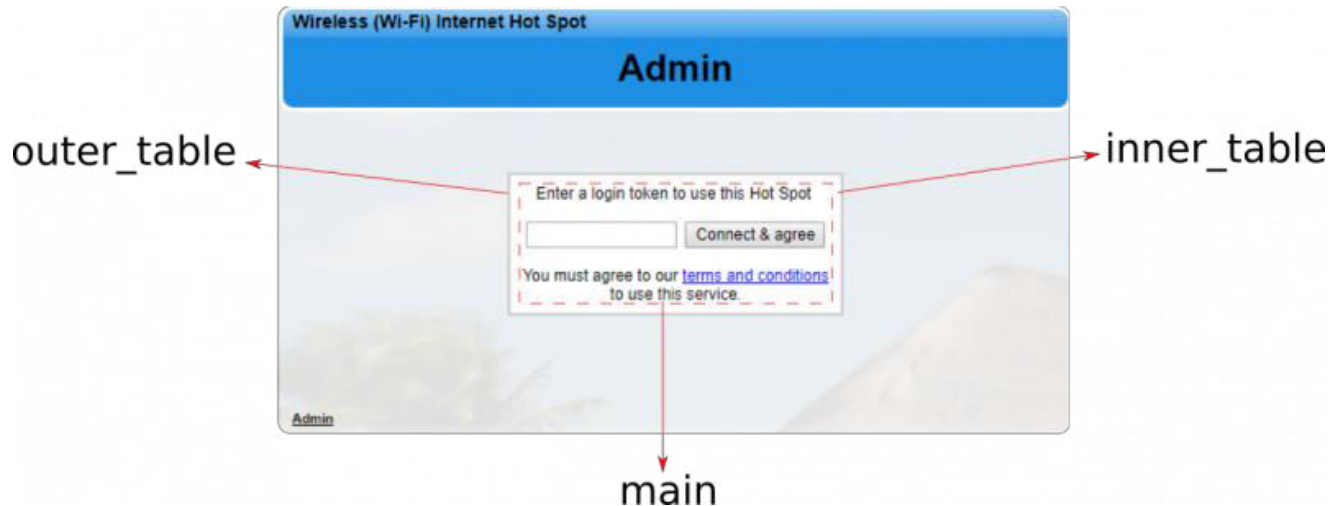 Wireless (Wi-Fi) Internet Hot Spot
Admin
outer_table
inner_table
Enter a login token to use this Hot Spot
Connect & agree
You must agree to our terms and conditions
to use this service.
Admin
main